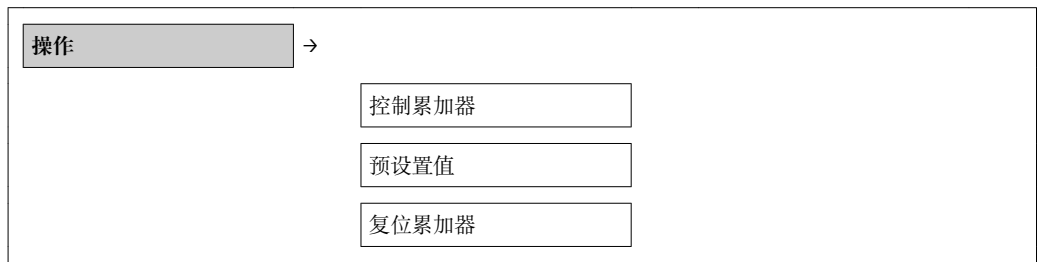 操作 →
控制累加器
预设置值
复位累加器